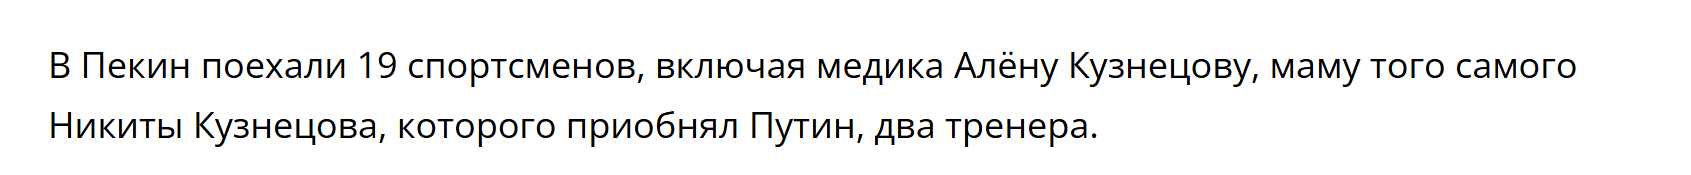 В Пекин поехали 19 спортсменов, включая медика Алёну Кузнецову, маму того самого
Никиты Кузнецова, которого приобнял Путин, два тренера.